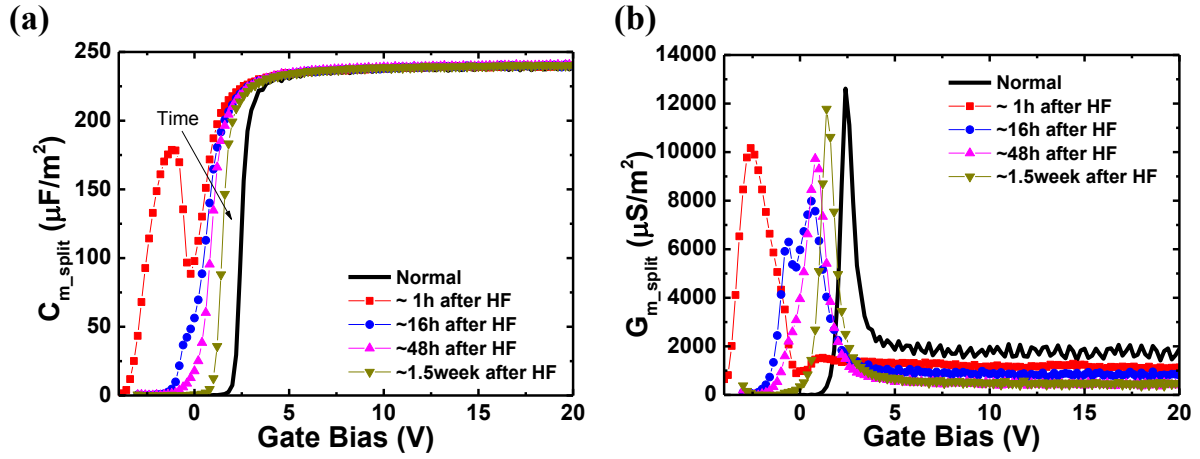 (a)
250
200
150
100
50
0
C m_split (μF/m²)
Time
Normal
~ 1h after HF
~16h after HF
~48h after HF
~1.5week after HF
0 5 10 15 20
Gate Bias (V)
(b)
14000
12000
10000
8000
6000
4000
2000
0
G m_split (μS/m²)
Normal
~ 1h after HF
~16h after HF
~48h after HF
~1.5week after HF
0 5 10 15 20
Gate Bias (V)